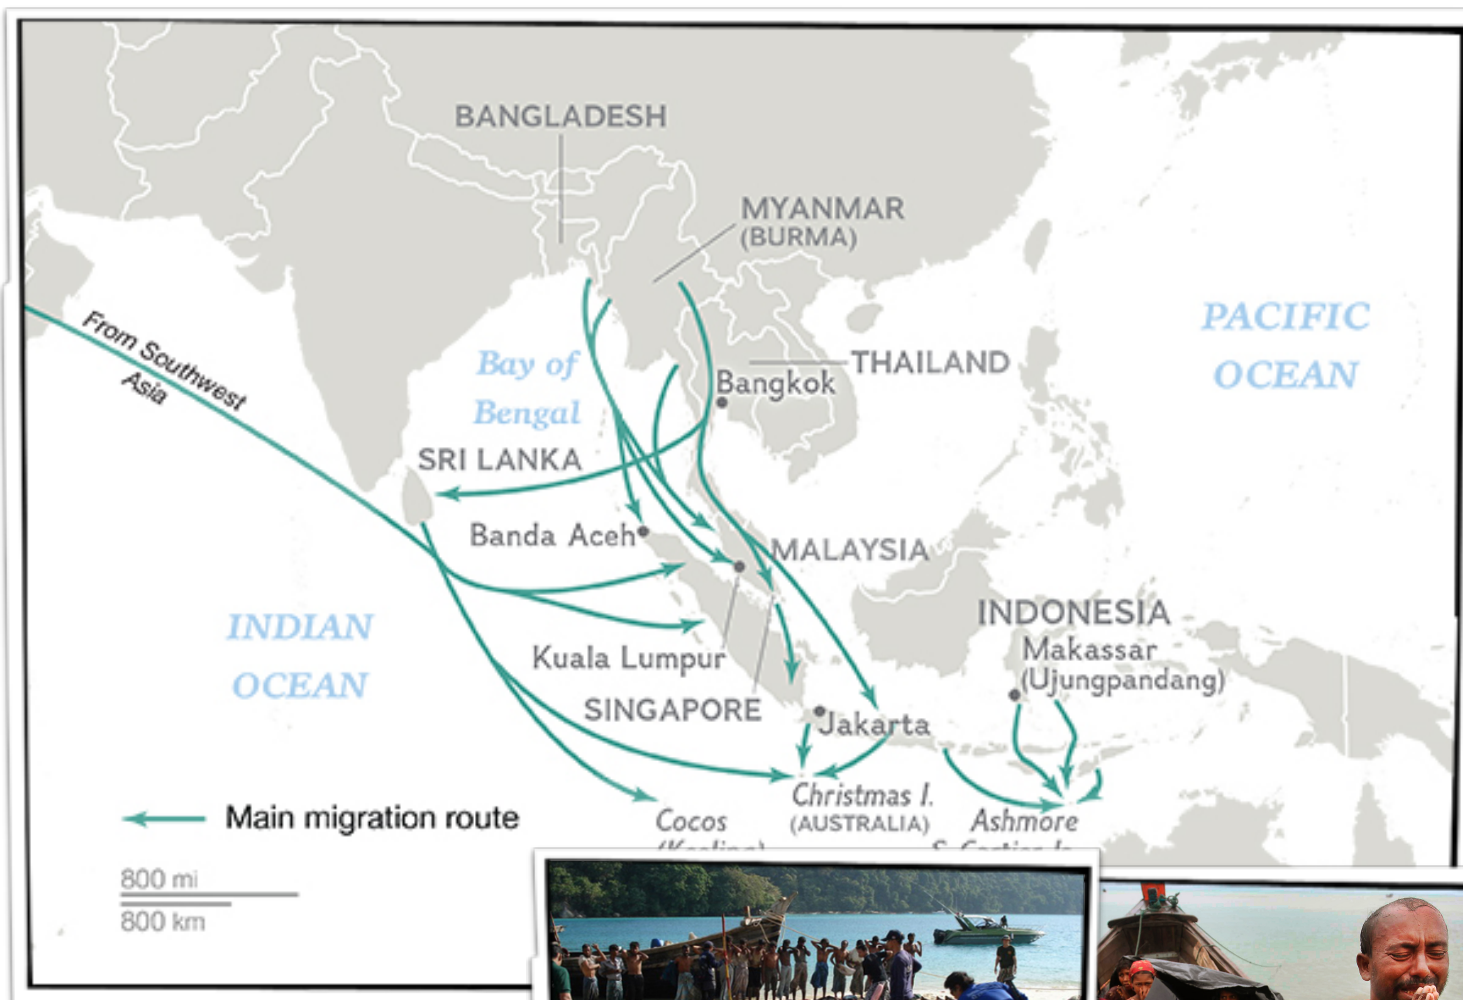 BANGLADESH
MYANMAR
(BURMA)
PACIFIC
OCEAN
From Southwest
Asia
Bay of
Bengal
THAILAND
Bangkok
SRI LANKA
Banda Aceh
MALAYSIA
INDIAN
OCEAN
INDONESIA
Makassar
(Ujungpandang)
Kuala Lumpur
SINGAPORE
Jakarta
Main migration route
Christmas I.
(AUSTRALIA)
Cocos
(Keeling)
Ashmore
800 mi
800 km